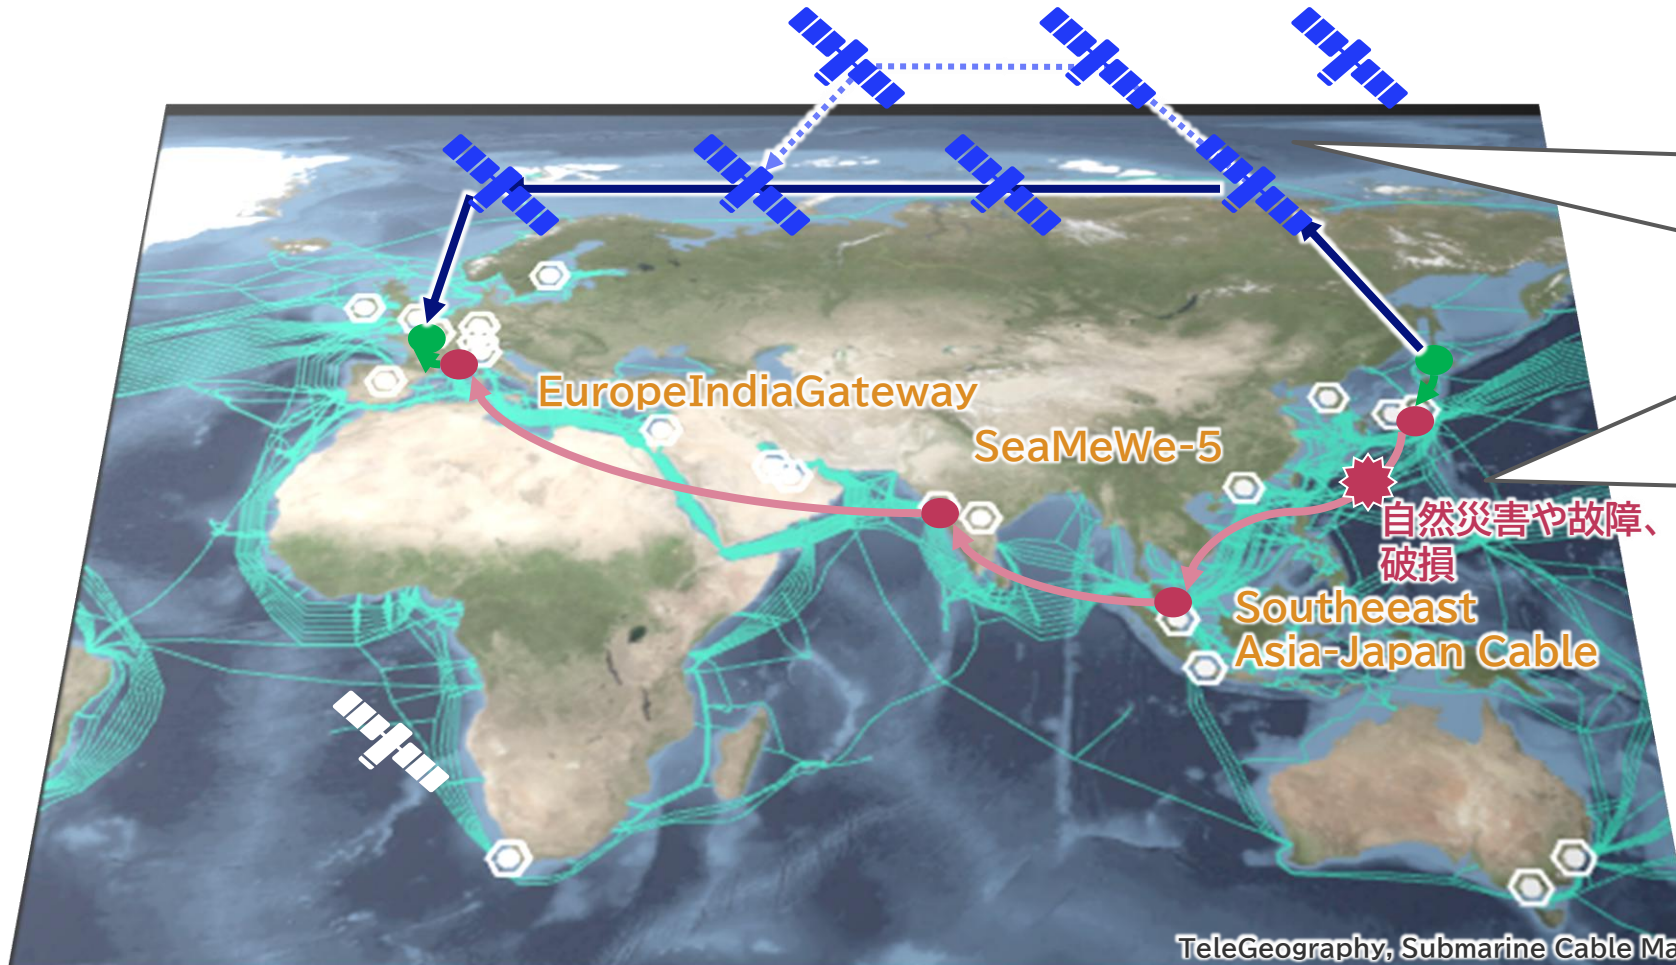 EuropeIndiaGateway
SeaMeWe-5
自然災害や故障、
破損
Southeeast
Asia-Japan Cable
TeleGeography, Submarine Cable Ma